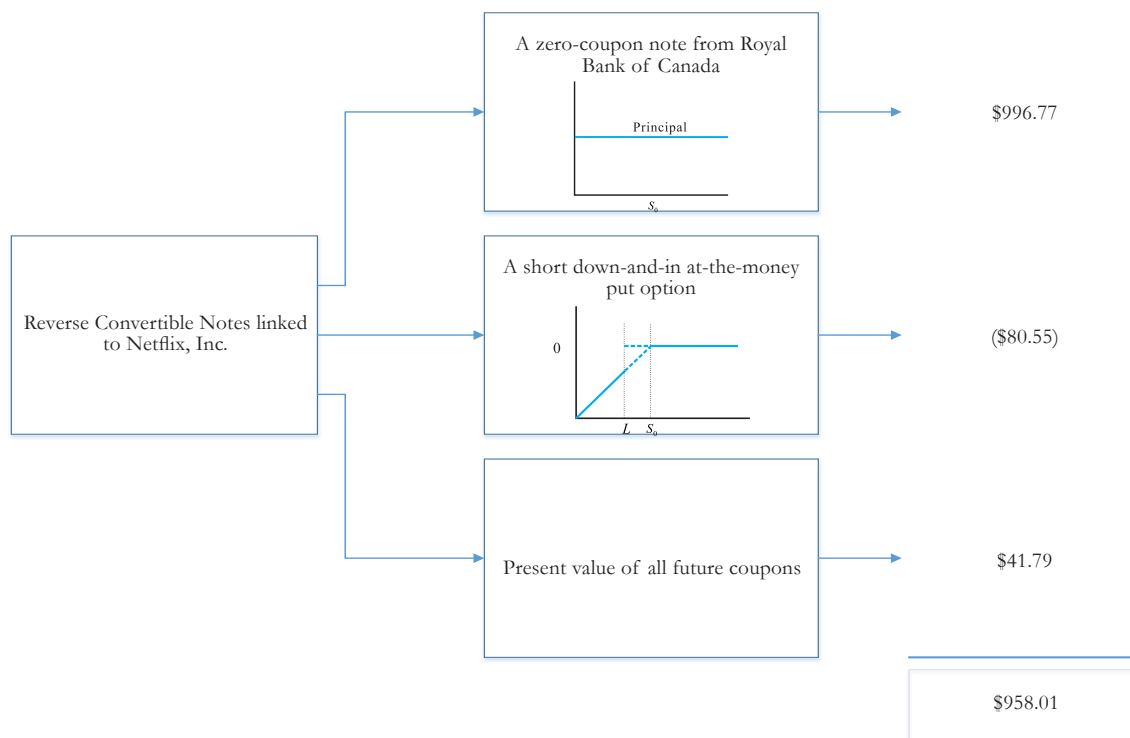 A zero-coupon note from Royal
Bank of Canada
Principal
S₀
$996.77
Reverse Convertible Notes linked
to Netflix, Inc.
A short down-and-in at-the-money
put option
0
L S₀
($80.55)
Present value of all future coupons
$41.79
$958.01